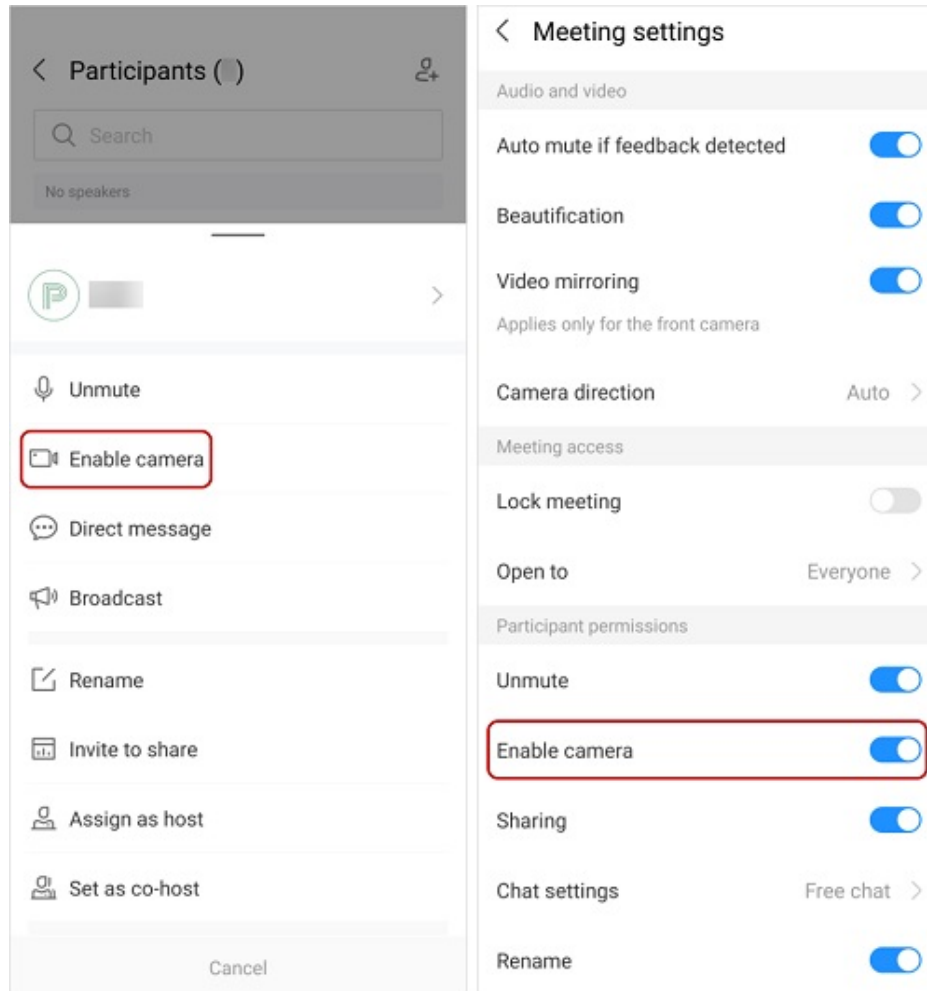 Participants ( )
Search
No speakers
P
Unmute
Enable camera
Direct message
Broadcast
Rename
Invite to share
Assign as host
Set as co-host
Cancel
Meeting settings
Audio and video
Auto mute if feedback detected
Beautification
Video mirroring
Applies only for the front camera
Camera direction Auto
Meeting access
Lock meeting
Open to Everyone
Participant permissions
Unmute
Enable camera
Sharing
Chat settings Free chat
Rename